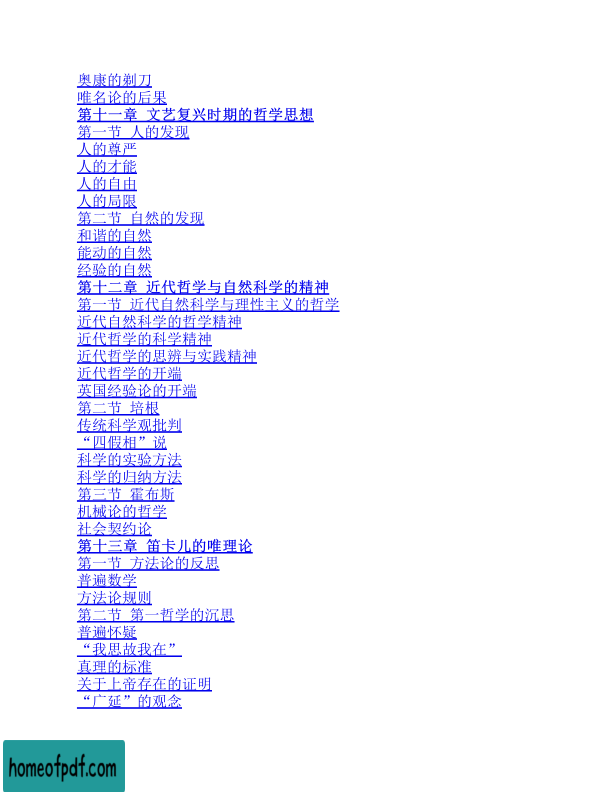 奥康的剃刀
唯名论的后果
第十一章 文艺复兴时期的哲学思想
第一节 人的发现
人的尊严
人的才能
人的自由
人的局限
第二节 自然的发现
和谐的自然
能动的自然
经验的自然
第十二章 近代哲学与自然科学的精神
第一节 近代自然科学与理性主义的哲学
近代自然科学的哲学精神
近代哲学的科学精神
近代哲学的思辨与实践精神
近代哲学的开端
英国经验论的开端
第二节 培根
传统科学观批判
“四假相”说
科学的实验方法
科学的归纳方法
第三节 霍布斯
机械论的哲学
社会契约论
第十三章 笛卡儿的唯理论
第一节 方法论的反思
普遍数学
方法论规则
第二节 第一哲学的沉思
普遍怀疑
“我思故我在”
真理的标准
关于上帝存在的证明
“广延”的观念
homeofpdf.com